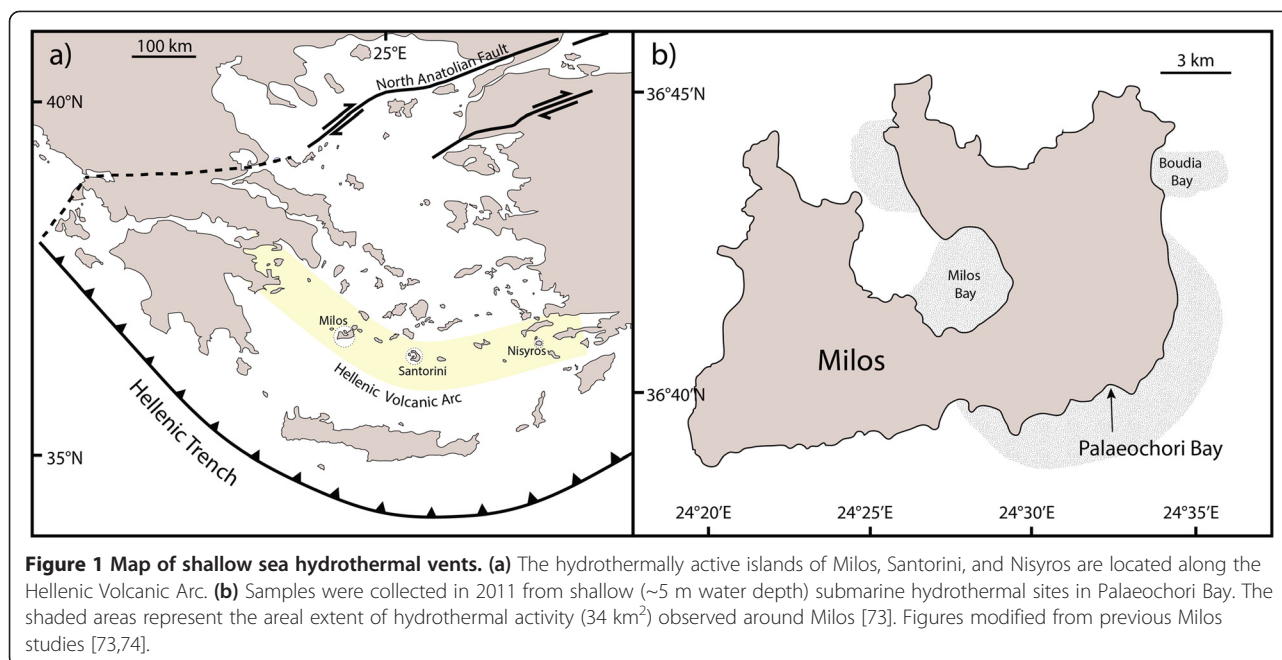 a)
100 km
25°E
North Anatolian Fault
40°N
Milos
Santorini
Nisyros
Hellenic Volcanic Arc
Hellenic Trench
35°N
b)
3 km
36°45’N
Boudia
Bay
Milos
Bay
Milos
36°40’N
Palaeochori Bay
24°20’E
24°25’E
24°30’E
24°35’E
Figure 1 Map of shallow sea hydrothermal vents. (a) The hydrothermally active islands of Milos, Santorini, and Nisyros are located along the
Hellenic Volcanic Arc. (b) Samples were collected in 2011 from shallow (~5 m water depth) submarine hydrothermal sites in Palaeochori Bay. The
shaded areas represent the areal extent of hydrothermal activity (34 km²) observed around Milos [73]. Figures modified from previous Milos
studies [73,74].